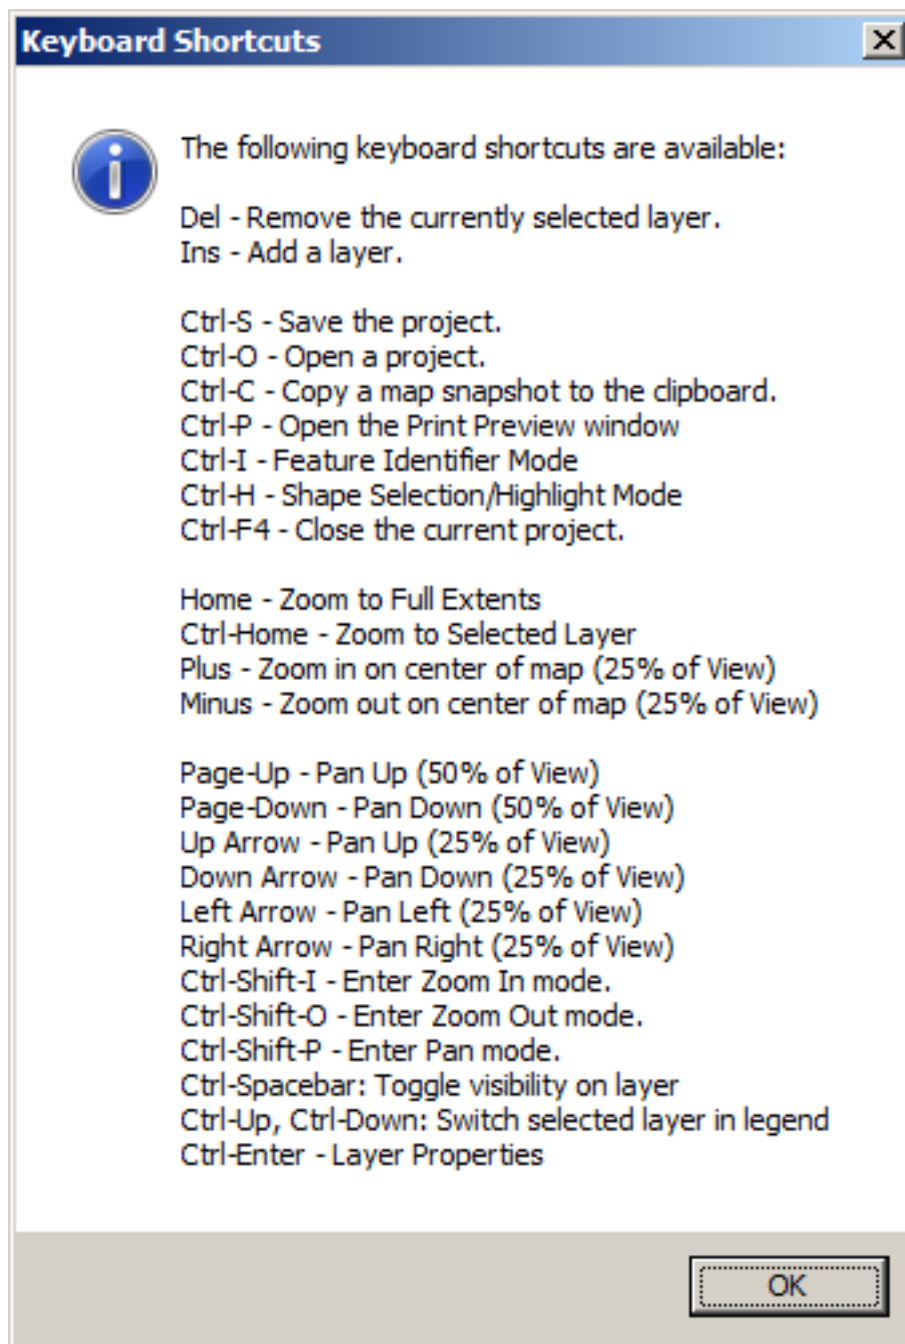 Keyboard Shortcuts
The following keyboard shortcuts are available:
Del - Remove the currently selected layer.
Ins - Add a layer.
Ctrl-S - Save the project.
Ctrl-O - Open a project.
Ctrl-C - Copy a map snapshot to the clipboard.
Ctrl-P - Open the Print Preview window
Ctrl-I - Feature Identifier Mode
Ctrl-H - Shape Selection/Highlight Mode
Ctrl-F4 - Close the current project.
Home - Zoom to Full Extents
Ctrl-Home - Zoom to Selected Layer
Plus - Zoom in on center of map (25% of View)
Minus - Zoom out on center of map (25% of View)
Page-Up - Pan Up (50% of View)
Page-Down - Pan Down (50% of View)
Up Arrow - Pan Up (25% of View)
Down Arrow - Pan Down (25% of View)
Left Arrow - Pan Left (25% of View)
Right Arrow - Pan Right (25% of View)
Ctrl-Shift-I - Enter Zoom In mode.
Ctrl-Shift-O - Enter Zoom Out mode.
Ctrl-Shift-P - Enter Pan mode.
Ctrl-Spacebar: Toggle visibility on layer
Ctrl-Up, Ctrl-Down: Switch selected layer in legend
Ctrl-Enter - Layer Properties
OK